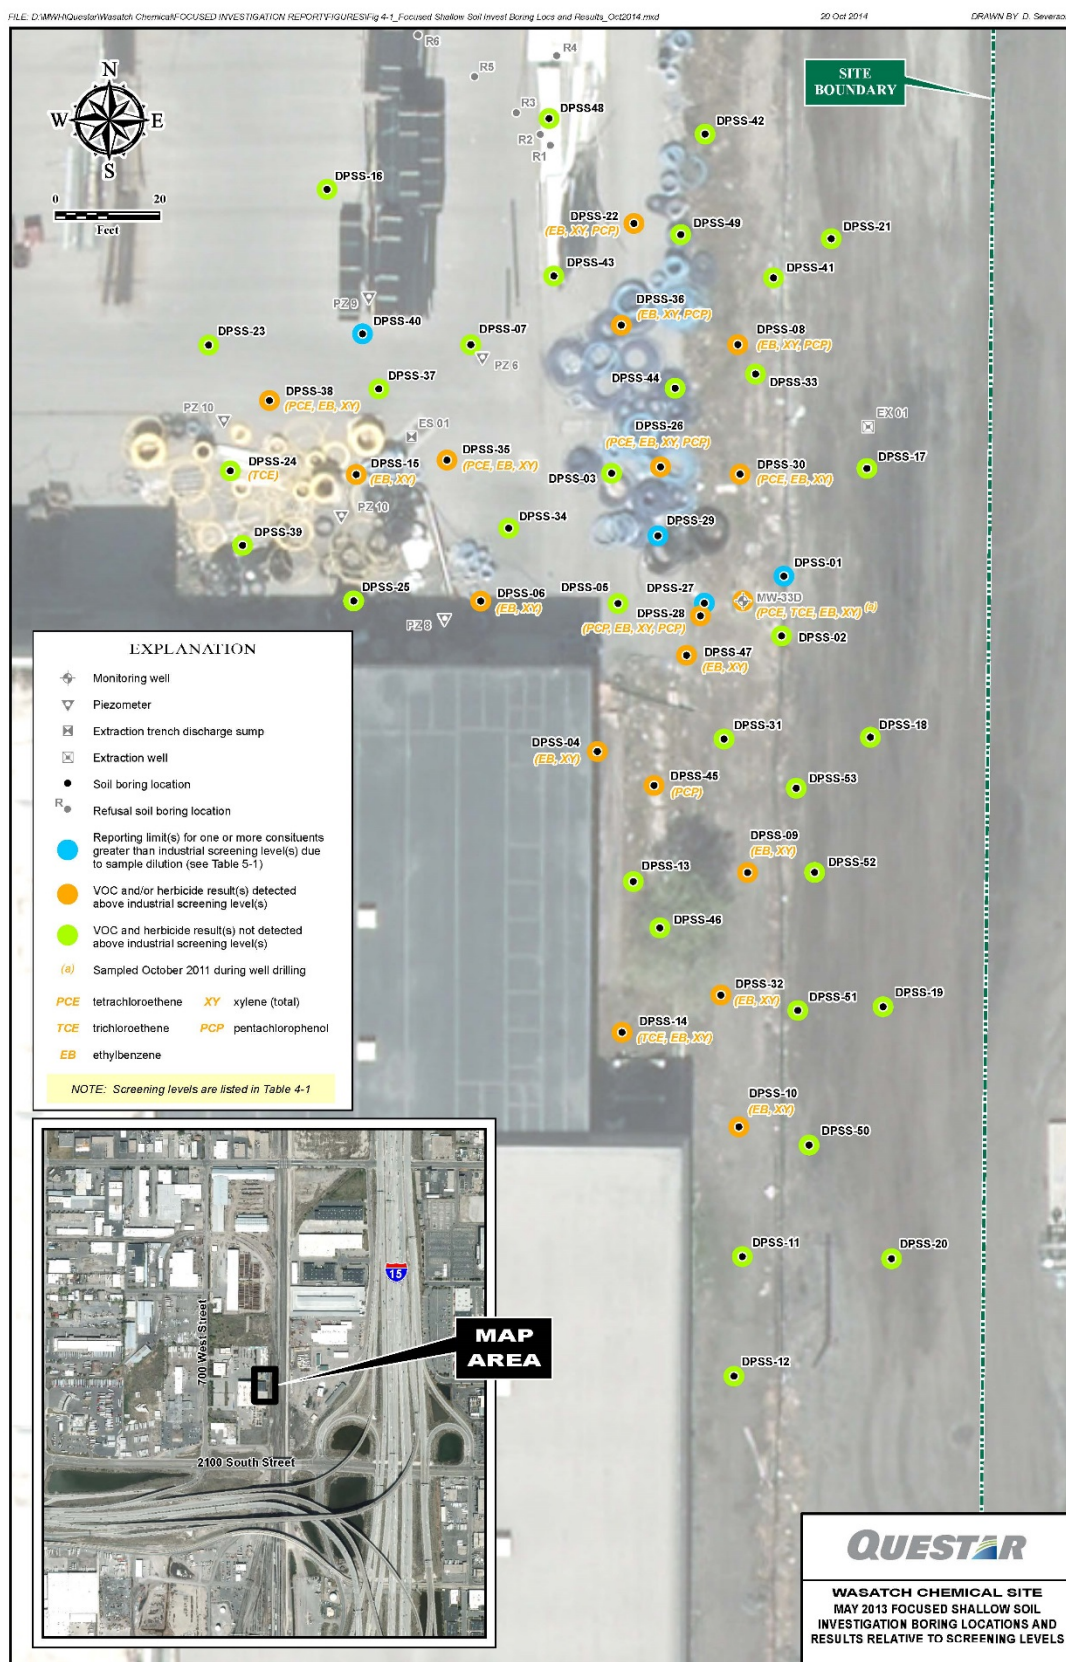 FILE: D:\MWH\Questar\Wasatch Chemical\FOCUSED INVESTIGATION REPORT\FIGURES\Fig 4-1_Focused Shallow Soil Invest Boring Locs and Results_Oct2014.mxd 20 Oct 2014 DRAWN BY D. Severson
N
W E
S
0 20
Feet
SITE
BOUNDARY
R6
R5
R4
R3
R2
R1
DPSS48
DPSS-42
DPSS-16
DPSS-22
(EB, XY, PCP)
DPSS-49
DPSS-21
DPSS-43
DPSS-41
PZ 9
DPSS-36
(EB, XY, PCP)
DPSS-40
DPSS-23
DPSS-07
PZ 6
DPSS-08
(EB, XY, PCP)
DPSS-37
DPSS-44
DPSS-33
DPSS-38
(PCE, EB, XY)
PZ 10
ES 01
DPSS-26
(PCE, EB, XY, PCP)
EX 01
DPSS-24
(TCE)
DPSS-15
(EB, XY)
DPSS-35
(PCE, EB, XY)
DPSS-03
DPSS-30
(PCE, EB, XY)
DPSS-17
PZ 10
DPSS-34
DPSS-29
DPSS-39
DPSS-01
DPSS-25
DPSS-06
(EB, XY)
DPSS-05
DPSS-27
MW-33D
(PCE, TCE, EB, XY) (a)
DPSS-28
(PCP, EB, XY, PCP)
PZ 8
DPSS-02
DPSS-47
(EB, XY)
DPSS-31
DPSS-18
DPSS-04
(EB, XY)
DPSS-45
(PCP)
DPSS-53
DPSS-09
(EB, XY)
DPSS-52
DPSS-13
DPSS-46
DPSS-32
(EB, XY)
DPSS-51
DPSS-19
DPSS-14
(TCE, EB, XY)
DPSS-10
(EB, XY)
DPSS-50
DPSS-11
DPSS-20
DPSS-12
EXPLANATION
Monitoring well
Piezometer
Extraction trench discharge sump
Extraction well
Soil boring location
R Refusal soil boring location
Reporting limit(s) for one or more consituents
greater than industrial screening level(s) due
to sample dilution (see Table 5-1)
VOC and/or herbicide result(s) detected
above industrial screening level(s)
VOC and herbicide result(s) not detected
above industrial screening level(s)
(a) Sampled October 2011 during well drilling
PCE tetrachloroethene XY xylene (total)
TCE trichloroethene PCP pentachlorophenol
EB ethylbenzene
NOTE: Screening levels are listed in Table 4-1
15
700 West Street
2100 South Street
MAP
AREA
QUESTAR
WASATCH CHEMICAL SITE
MAY 2013 FOCUSED SHALLOW SOIL
INVESTIGATION BORING LOCATIONS AND
RESULTS RELATIVE TO SCREENING LEVELS